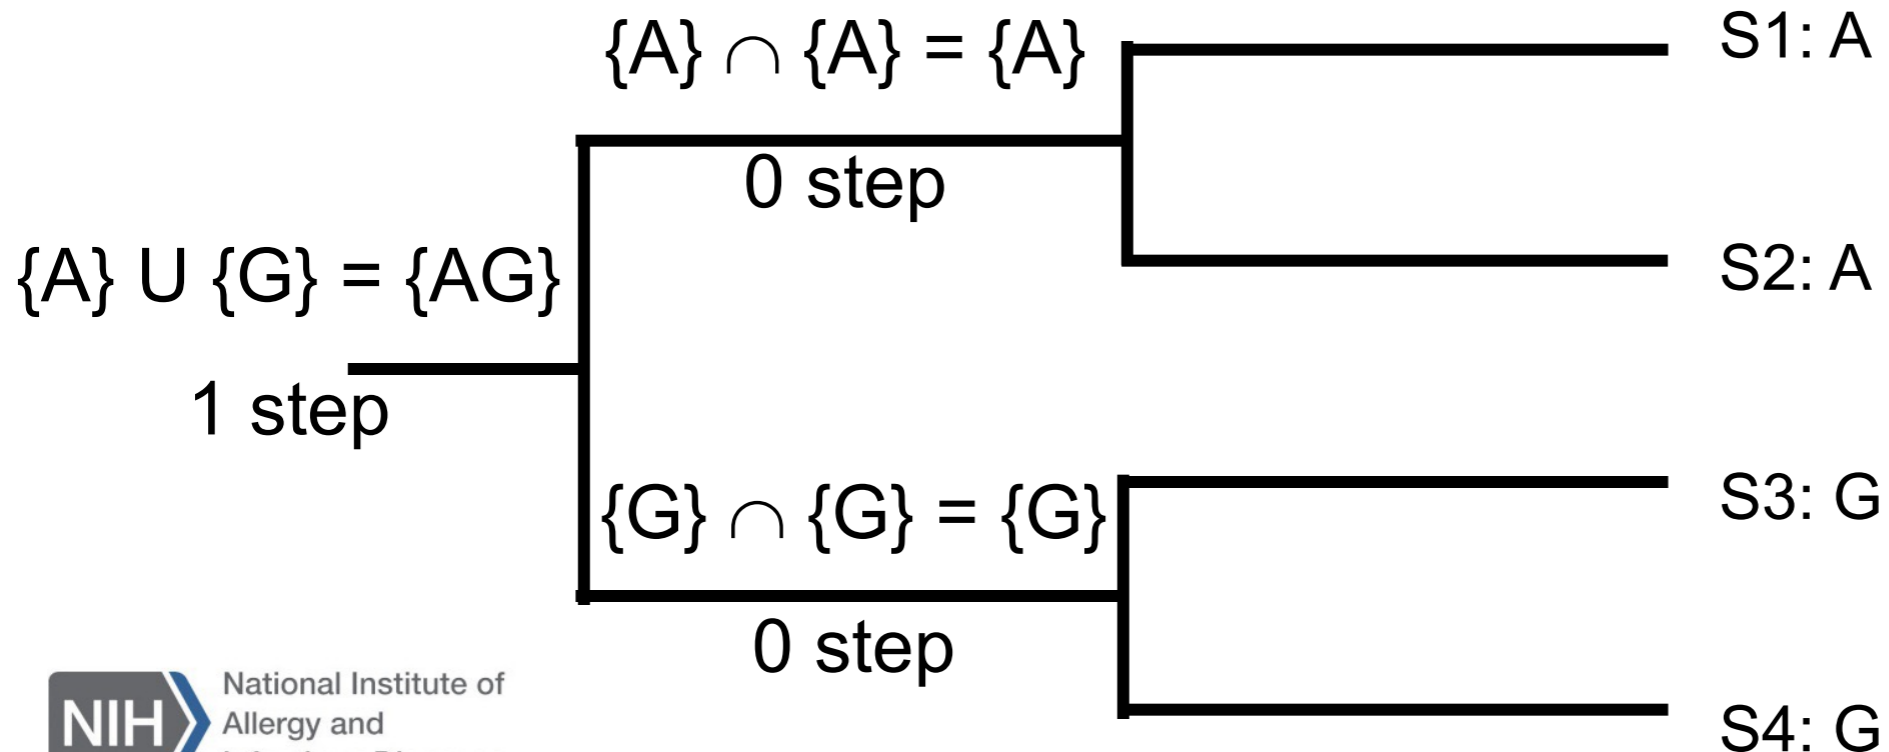 {A} ∩ {A} = {A}
S1: A
0 step
S2: A
{A} U {G} = {AG}
1 step
{G} ∩ {G} = {G}
S3: G
0 step
S4: G
NIH
National Institute of
Allergy and